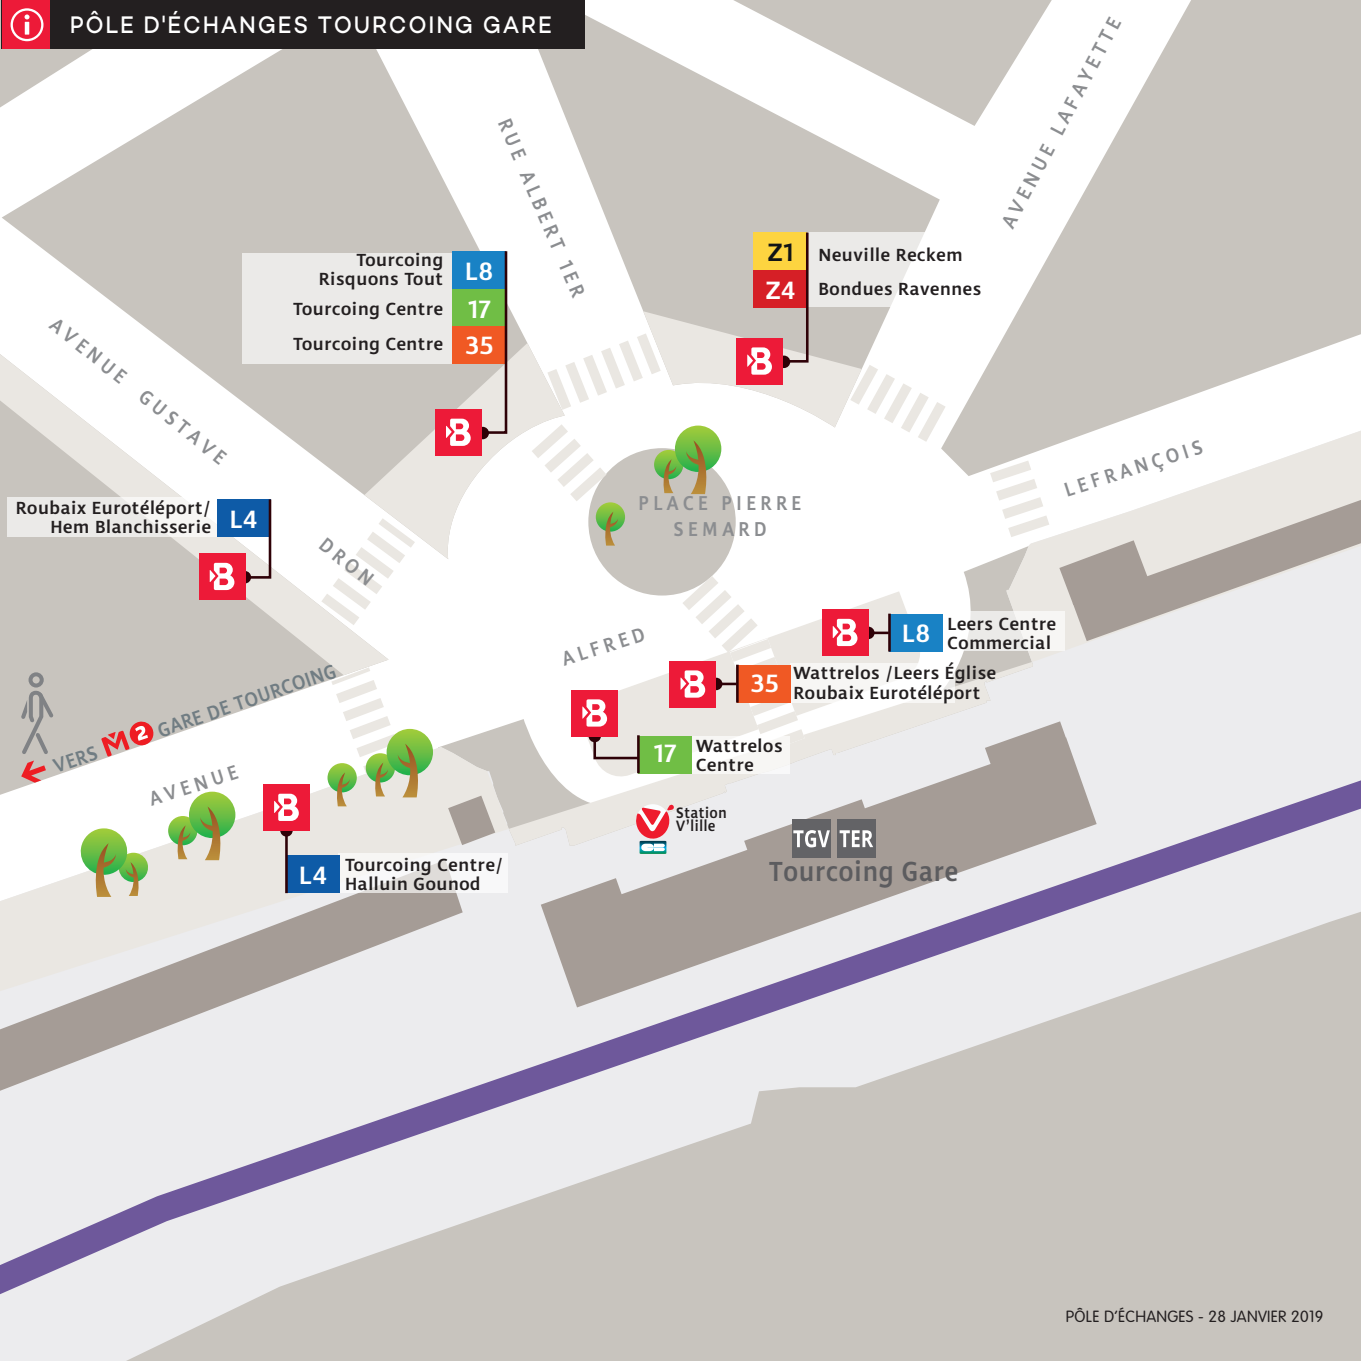 PÔLE D'ÉCHANGES TOURCOING GARE
RUE ALBERT 1ER
AVENUE LAFAYETTE
Z1 Neuville Reckem
Z4 Bondues Ravennes
B
Tourcoing
Risquons Tout L8
Tourcoing Centre 17
Tourcoing Centre 35
B
AVENUE GUSTAVE
DRON
PLACE PIERRE
SEMARD
LEFRANÇOIS
Roubaix Eurotéléport/
Hem Blanchisserie L4
B
ALFRED
B L8 Leers Centre
Commercial
B 35 Wattrelos /Leers Église
Roubaix Eurotéléport
B
17 Wattrelos
Centre
VERS M 2 GARE DE TOURCOING
AVENUE
B
L4 Tourcoing Centre/
Halluin Gounod
Station
V'lille
TGV TER
Tourcoing Gare
PÔLE D'ÉCHANGES - 28 JANVIER 2019